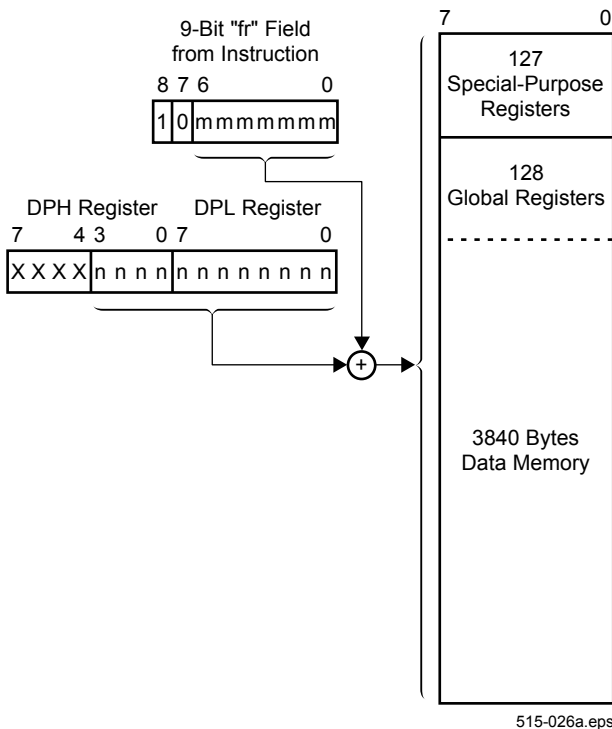 9-Bit "fr" Field
from Instruction
8 7 6 0
1 0 m m m m m m m
DPH Register DPL Register
7 4 3 0 7 0
X X X X n n n n n n n n n n n n
7 0
127
Special-Purpose
Registers
128
Global Registers
3840 Bytes
Data Memory
+
515-026a.eps